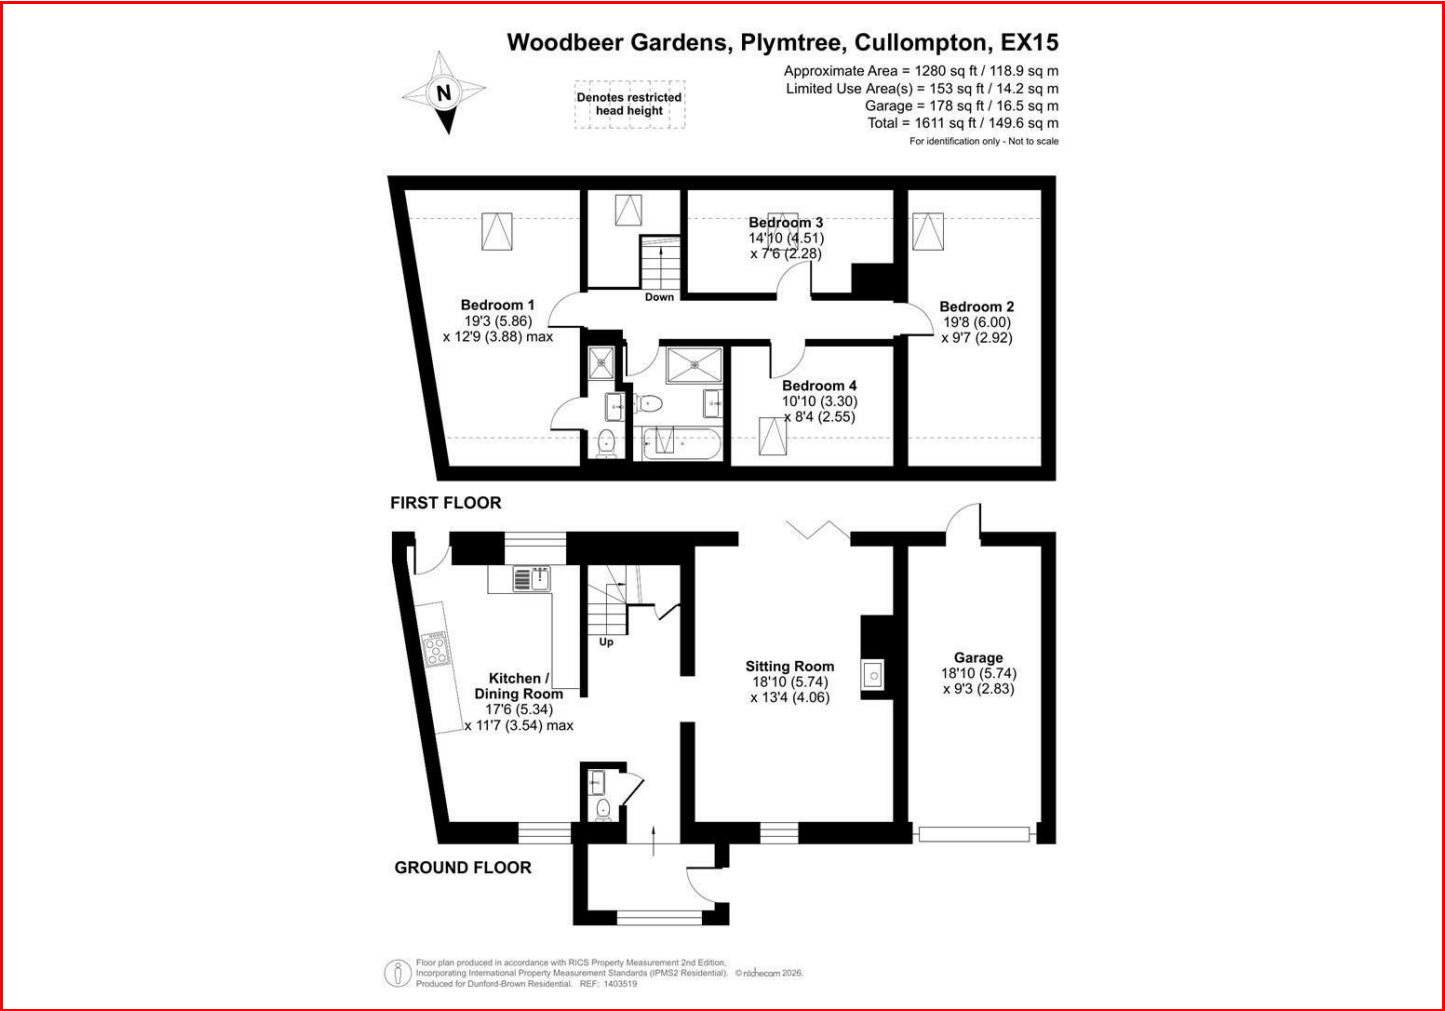 Woodbeer Gardens, Plymtree, Cullompton, EX15
Approximate Area = 1280 sq ft / 118.9 sq m
Limited Use Area(s) = 153 sq ft / 14.2 sq m
Garage = 178 sq ft / 16.5 sq m
Total = 1611 sq ft / 149.6 sq m
For identification only - Not to scale
N
Denotes restricted
head height
Bedroom 3
14'10 (4.51)
x 7'6 (2.28)
Down
Bedroom 1
19'3 (5.86)
x 12'9 (3.88) max
Bedroom 2
19'8 (6.00)
x 9'7 (2.92)
Bedroom 4
10'10 (3.30)
x 8'4 (2.55)
FIRST FLOOR
Up
Kitchen /
Dining Room
17'6 (5.34)
x 11'7 (3.54) max
Sitting Room
18'10 (5.74)
x 13'4 (4.06)
Garage
18'10 (5.74)
x 9'3 (2.83)
GROUND FLOOR
Floor plan produced in accordance with RICS Property Measurement 2nd Edition,
Incorporating International Property Measurement Standards (IPMS2 Residential). © nichecom 2026.
Produced for Dunford-Brown Residential. REF: 1403519